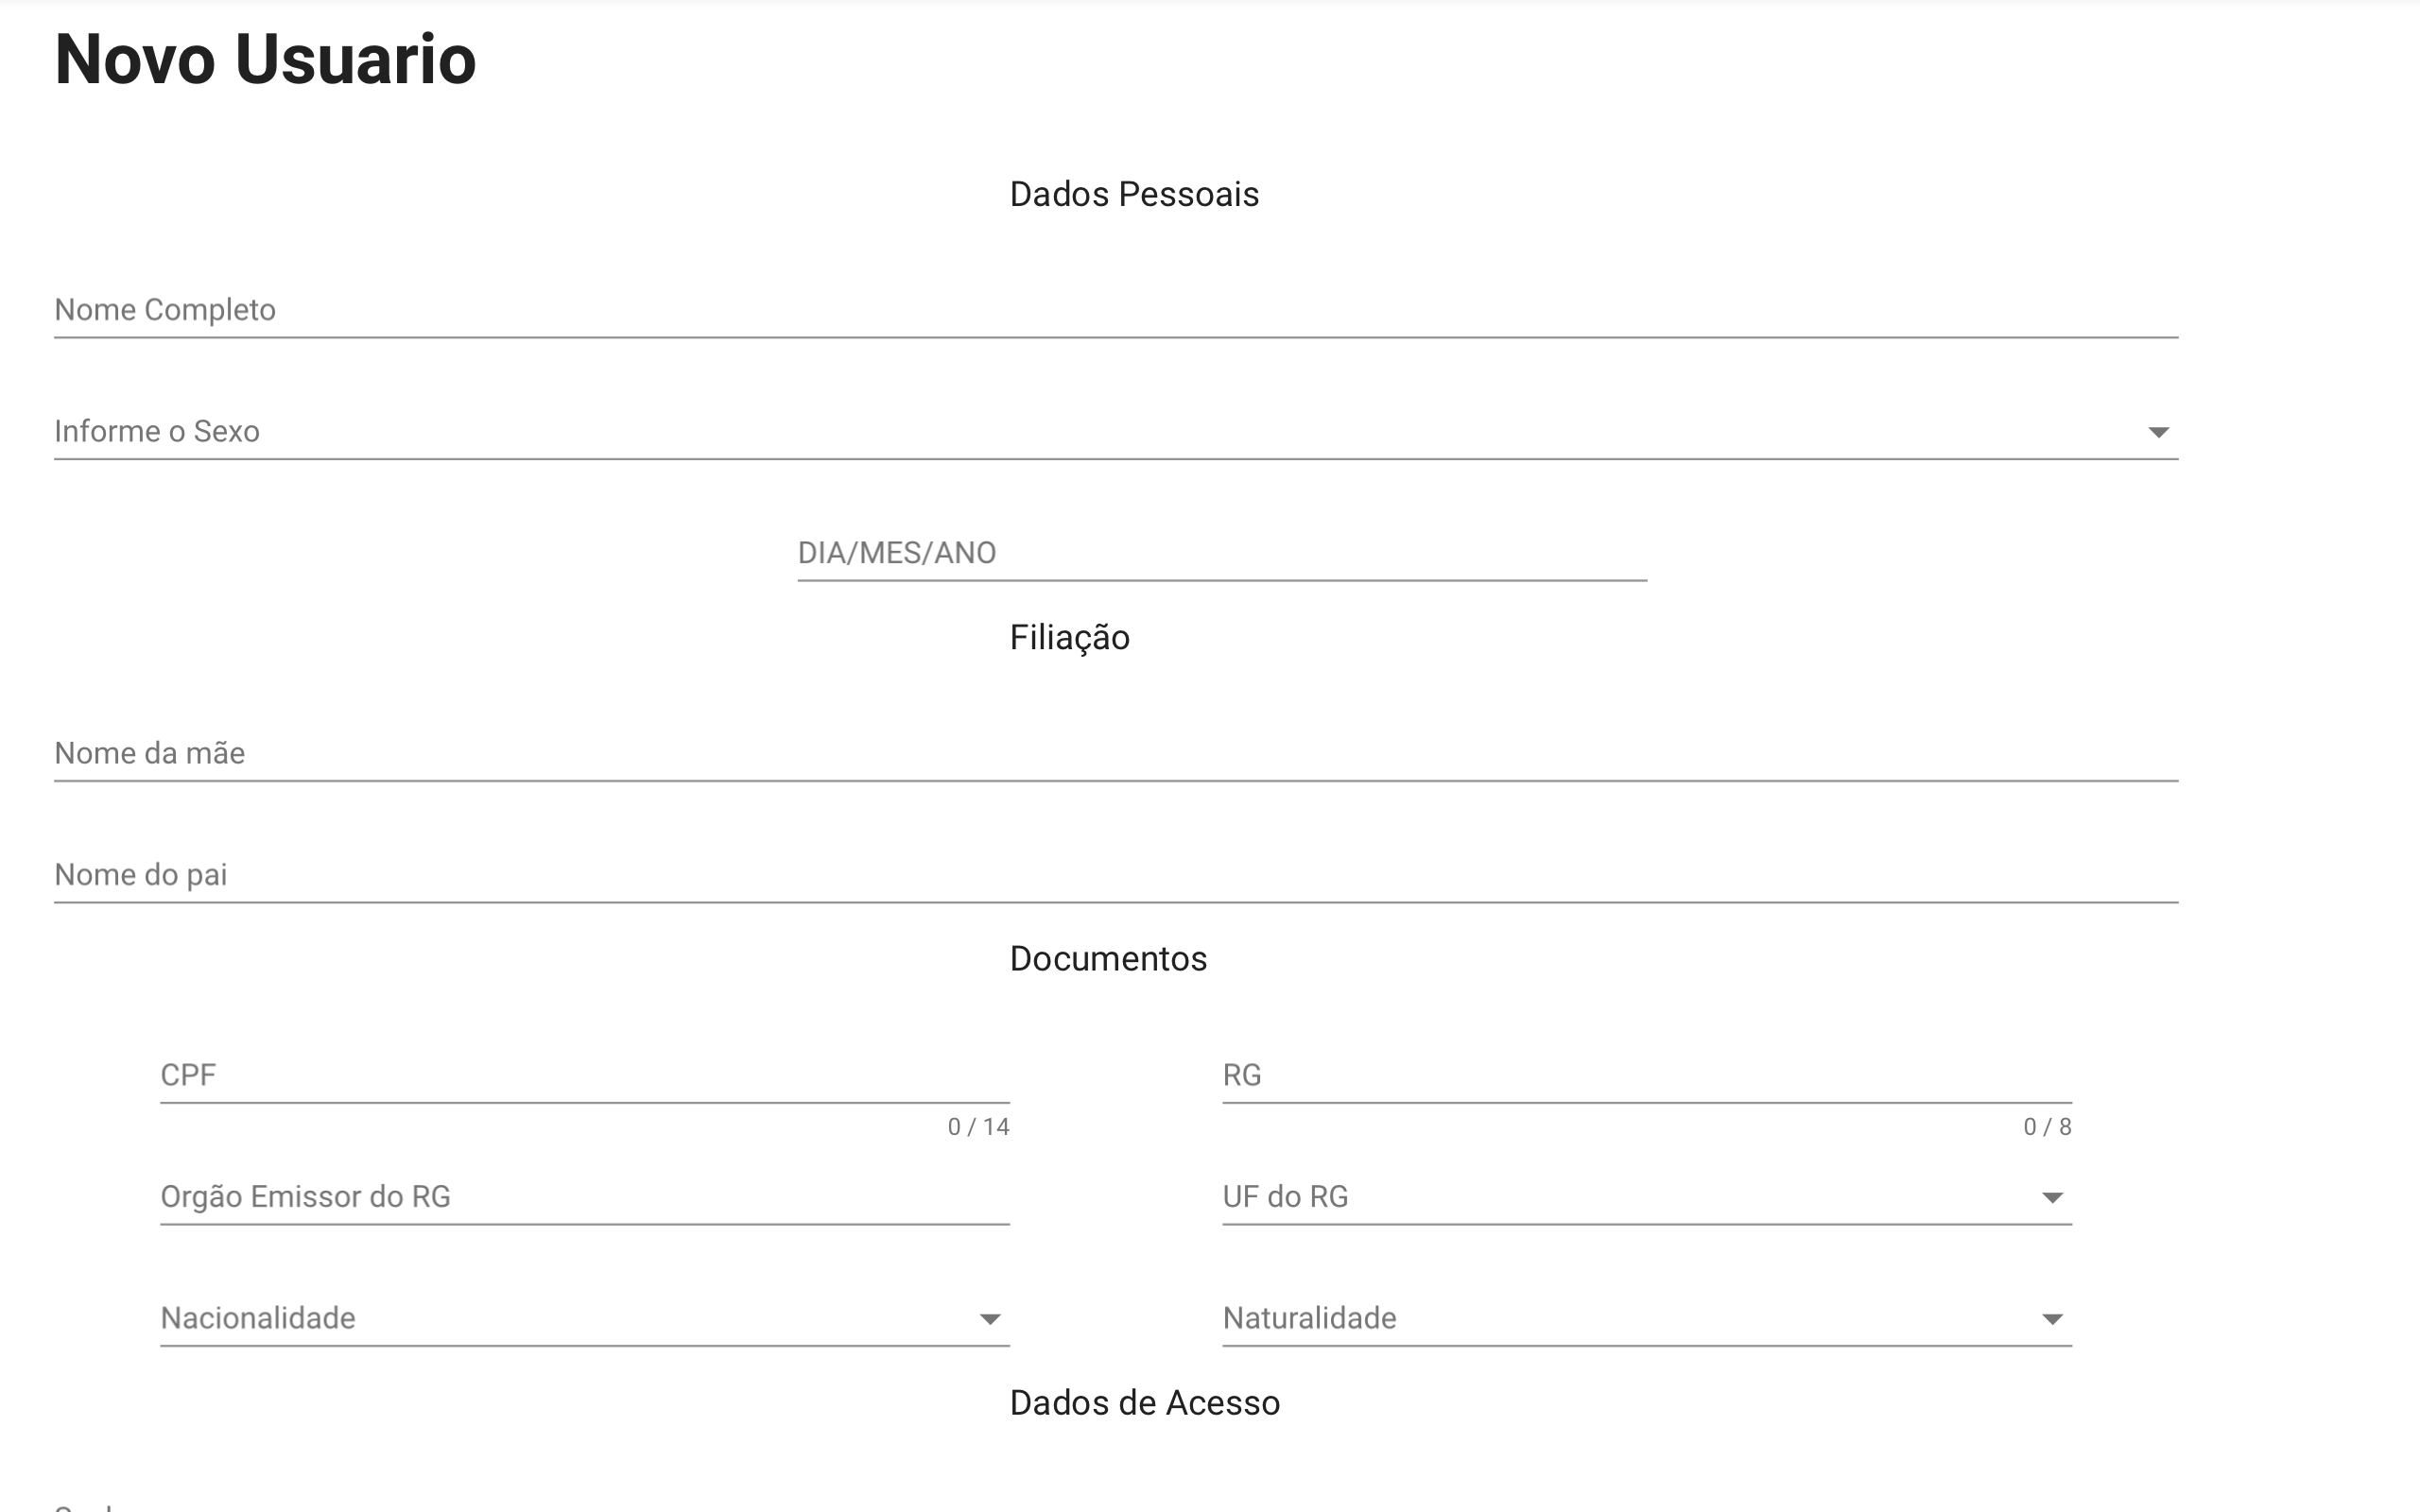 Novo Usuario
Dados Pessoais
Nome Completo
Informe o Sexo
DIA/MES/ANO
Filiação
Nome da mãe
Nome do pai
Documentos
CPF
RG
0 / 14
0 / 8
Orgão Emissor do RG
UF do RG
Nacionalidade
Naturalidade
Dados de Acesso